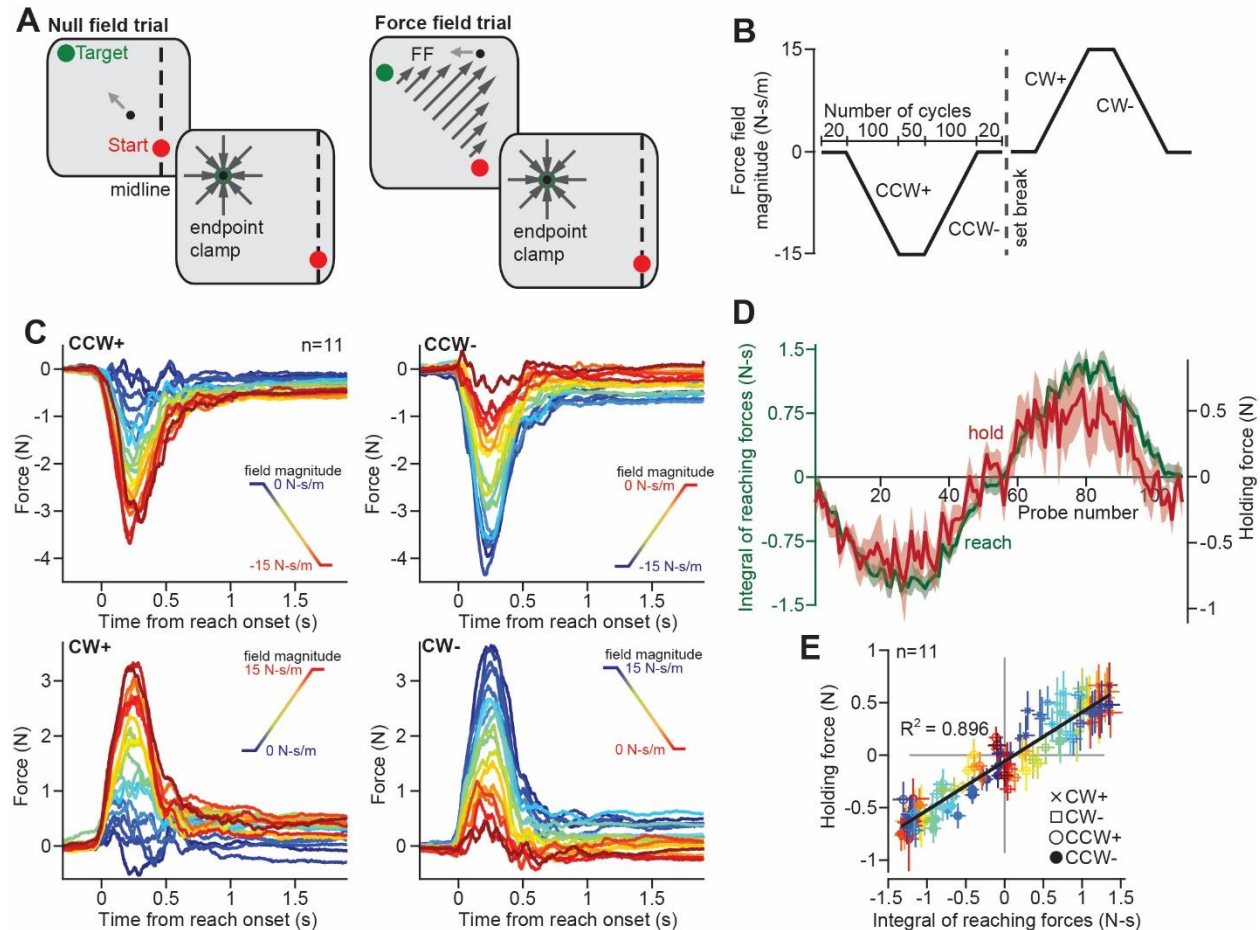 A
Null field trial
Target
Start
midline
endpoint
clamp
Force field trial
FF
endpoint
clamp
B
Force field
magnitude (N-s/m)
15
0
-15
Number of cycles
20 100 50 100 20
CCW+
CCW-
set break
CW+
CW-
C
CCW+
n=11
Force (N)
0
-1
-2
-3
-4
field magnitude
0 N-s/m
-15 N-s/m
0 0.5 1 1.5
Time from reach onset (s)
CCW-
Force (N)
0
-1
-2
-3
-4
field magnitude
0 N-s/m
-15 N-s/m
0 0.5 1 1.5
Time from reach onset (s)
CW+
Force (N)
3
2
1
0
field magnitude
15 N-s/m
0 N-s/m
0 0.5 1 1.5
Time from reach onset (s)
CW-
Force (N)
3
2
1
0
field magnitude
15 N-s/m
0 N-s/m
0 0.5 1 1.5
Time from reach onset (s)
D
Integral of reaching forces (N-s)
1.5
0.75
0
-0.75
-1.5
hold
reach
20 40 60 80 100
Probe number
0.5
0
-0.5
-1
Holding force (N)
E
n=11
R² = 0.896
Holding force (N)
1
0.5
0
-0.5
-1
× CW+
□ CW-
○ CCW+
● CCW-
-1.5 -1 -0.5 0 0.5 1 1.5
Integral of reaching forces (N-s)